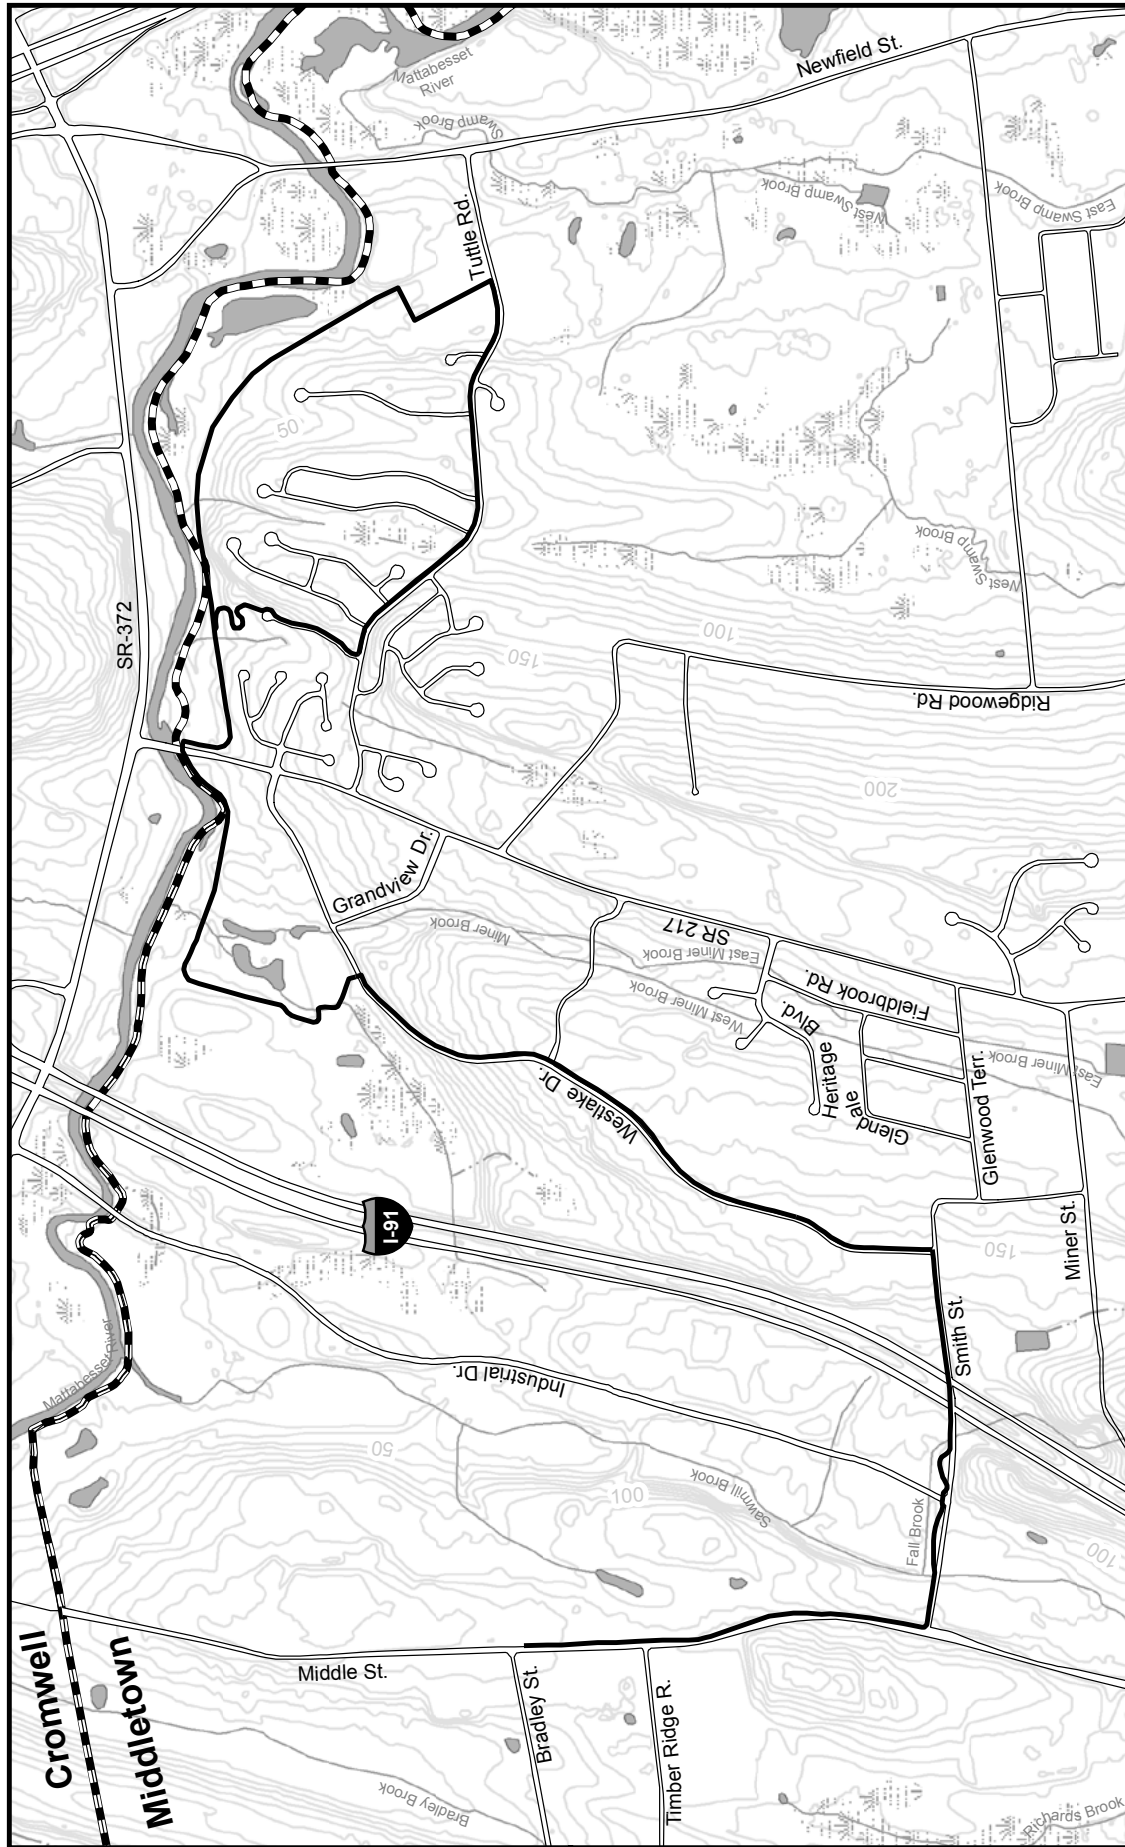 Newfield St.
Mattabesset
River
Swamp Brook
West Swamp Brook
East Swamp Brook
Tuttle Rd.
50
SR-372
West
Swamp Brook
100
150
Ridgewood Rd.
200
Grandview Dr.
Miner Brook
SR 217
East Miner Brook
West Miner Brook
Fieldbrook Rd.
Heritage
Blvd.
Glendale
Glenwood Terr.
East Miner Brook
Westlake Dr.
I-91
150
Miner St.
Smith St.
Mattabesset River
Industrial Dr.
50
100
Sawmill Brook
Fall Brook
100
Cromwell
Middletown
Middle St.
Bradley St.
Timber Ridge R.
Bradley Brook
Richards Brook